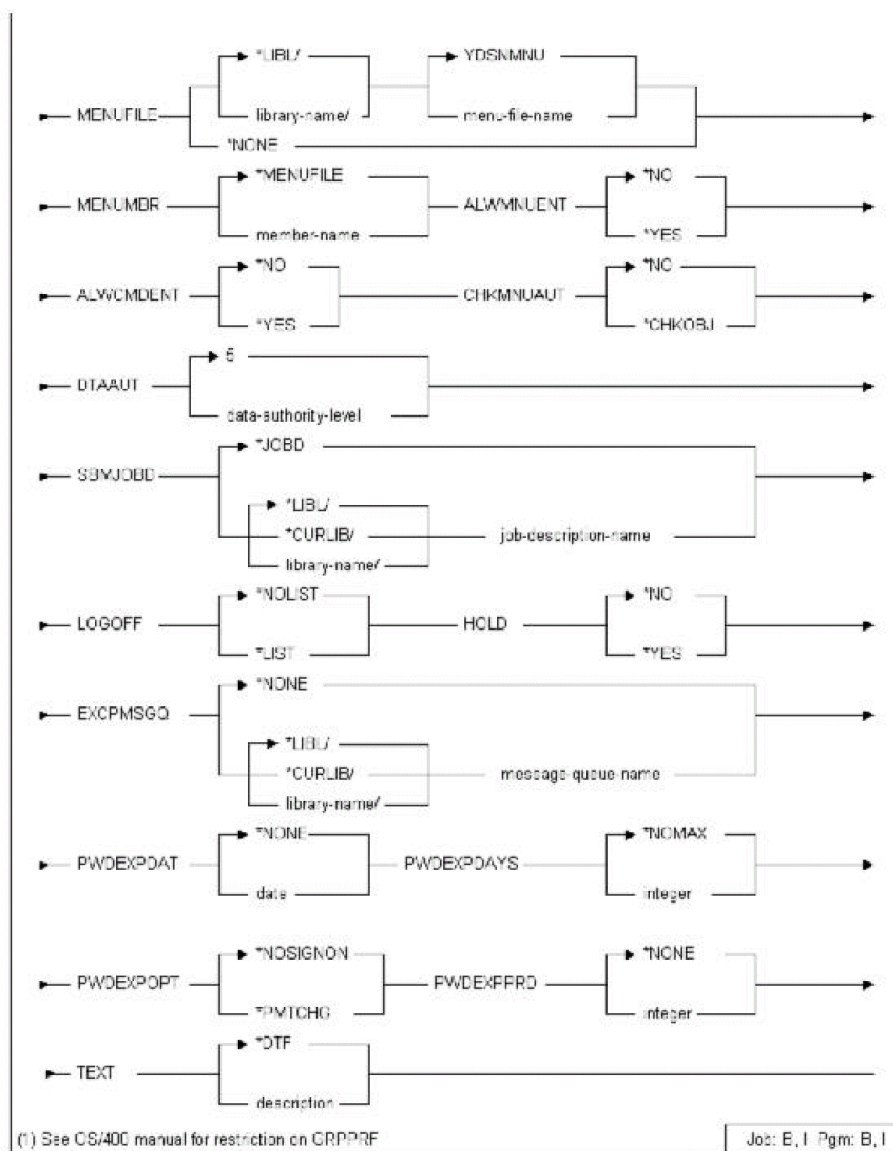 *LIBL/ YDSNMNU
MENUFILE library-name/ menu-file-name
*NONE
*MENUFILE *NO
MENUMBR ALWMNUENT
member-name *YES
*NO *NO
ALWCMDENT CHKMNUAUT
*YES *CHKOBJ
5
DTAAUT
data-authority-level
*JOBD
SBMJOBD
*LIBL/
*CURLIB/ job-description-name
library-name/
*NOLIST *NO
LOGOFF HOLD
*LIST *YES
*NONE
EXCPMSGQ
*LIBL/
*CURLIB/ message-queue-name
library-name/
*NONE *NOMAX
PWDEXPDAT PWDEXPDAYS
date integer
*NOSIGNON *NONE
PWDEXPOPT PWDEXPPRD
*PMTCHG integer
TEXT
description
(1) See OS/400 manual for restriction on GRPPRF Job: B, I Pgm: B, I